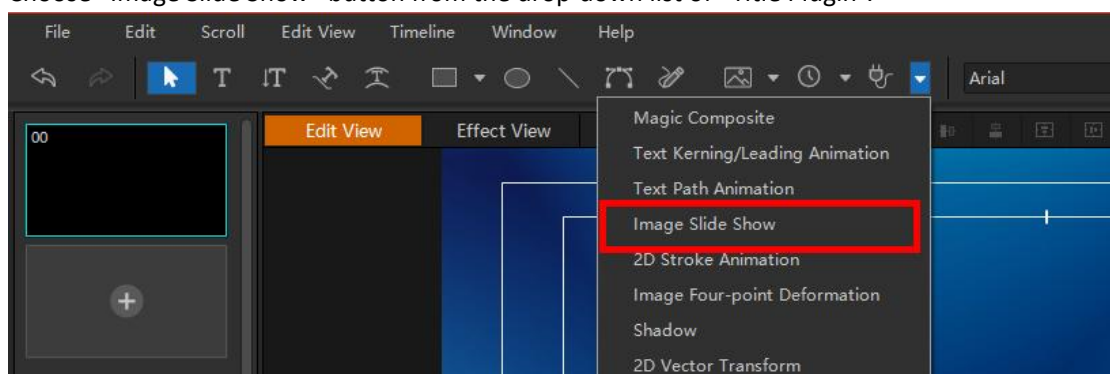 choose "Image Slide Show" button from the drop-down list of "Title Plugin".
File Edit Scroll Edit View Timeline Window Help
T IT T Arial
00
Edit View Effect View
Magic Composite
Text Kerning/Leading Animation
Text Path Animation
Image Slide Show
2D Stroke Animation
Image Four-point Deformation
Shadow
2D Vector Transform